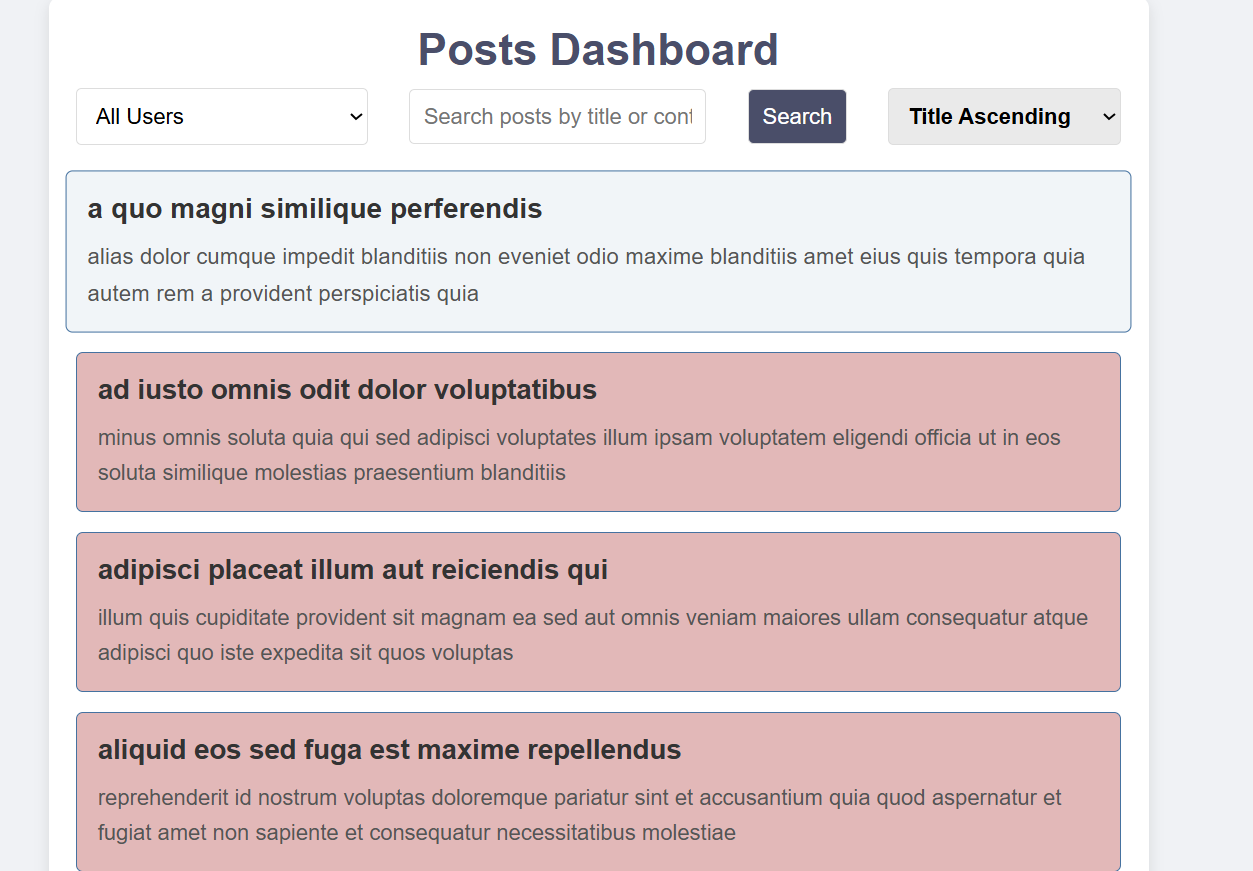 Posts Dashboard
All Users
Search posts by title or cont
Search
Title Ascending
a quo magni similique perferendis
alias dolor cumque impedit blanditiis non eveniet odio maxime blanditiis amet eius quis tempora quia
autem rem a provident perspiciatis quia
ad iusto omnis odit dolor voluptatibus
minus omnis soluta quia qui sed adipisci voluptates illum ipsam voluptatem eligendi officia ut in eos
soluta similique molestias praesentium blanditiis
adipisci placeat illum aut reiciendis qui
illum quis cupiditate provident sit magnam ea sed aut omnis veniam maiores ullam consequatur atque
adipisci quo iste expedita sit quos voluptas
aliquid eos sed fuga est maxime repellendus
reprehenderit id nostrum voluptas doloremque pariatur sint et accusantium quia quod aspernatur et
fugiat amet non sapiente et consequatur necessitatibus molestiae